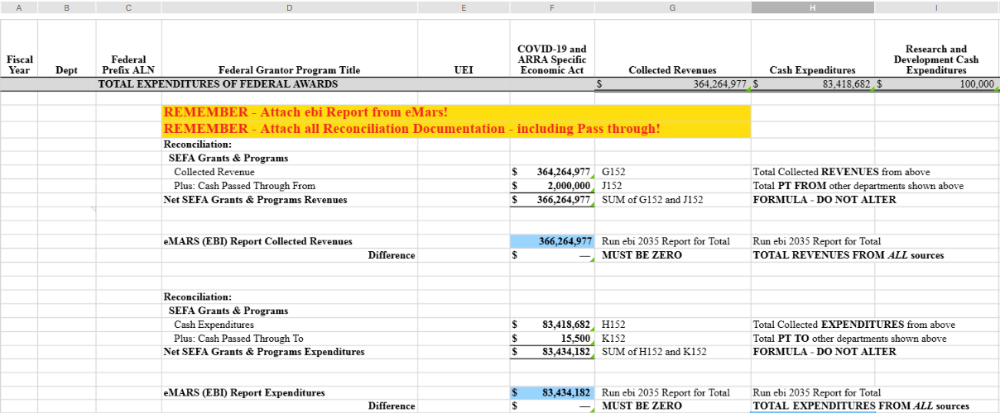 A B C D E F G H I
Fiscal Year Dept Federal Prefix ALN Federal Grantor Program Title UEI COVID-19 and ARRA Specific Economic Act Collected Revenues Cash Expenditures Research and Development Cash Expenditures
TOTAL EXPENDITURES OF FEDERAL AWARDS $ 364,264,977 $ 83,418,682 $ 100,000
REMEMBER - Attach ebi Report from eMars!
REMEMBER - Attach all Reconciliation Documentation - including Pass through!
Reconciliation:
SEFA Grants & Programs
Collected Revenue $ 364,264,977 G152 Total Collected REVENUES from above
Plus: Cash Passed Through From $ 2,000,000 J152 Total PT FROM other departments shown above
Net SEFA Grants & Programs Revenues $ 366,264,977 SUM of G152 and J152 FORMULA - DO NOT ALTER
eMARS (EBI) Report Collected Revenues 366,264,977 Run ebi 2035 Report for Total Run ebi 2035 Report for Total
Difference $ — MUST BE ZERO TOTAL REVENUES FROM ALL sources
Reconciliation:
SEFA Grants & Programs
Cash Expenditures $ 83,418,682 H152 Total Collected EXPENDITURES from above
Plus: Cash Passed Through To $ 15,500 K152 Total PT TO other departments shown above
Net SEFA Grants & Programs Expenditures $ 83,434,182 SUM of H152 and K152 FORMULA - DO NOT ALTER
eMARS (EBI) Report Expenditures $ 83,434,182 Run ebi 2035 Report for Total Run ebi 2035 Report for Total
Difference $ — MUST BE ZERO TOTAL EXPENDITURES FROM ALL sources